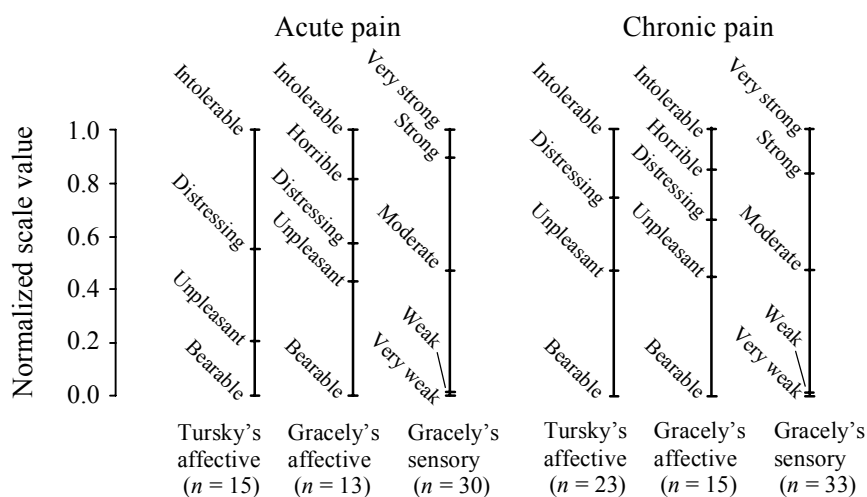 Acute pain
Chronic pain
Normalized scale value
1.0
0.8
0.6
0.4
0.2
0.0
Intolerable
Distressing
Unpleasant
Bearable
Intolerable
Horrible
Distressing
Unpleasant
Bearable
Very strong
Strong
Moderate
Weak
Very weak
Intolerable
Distressing
Unpleasant
Bearable
Intolerable
Horrible
Distressing
Unpleasant
Bearable
Very strong
Strong
Moderate
Weak
Very weak
Tursky's
affective
(n = 15)
Gracely's
affective
(n = 13)
Gracely's
sensory
(n = 30)
Tursky's
affective
(n = 23)
Gracely's
affective
(n = 15)
Gracely's
sensory
(n = 33)